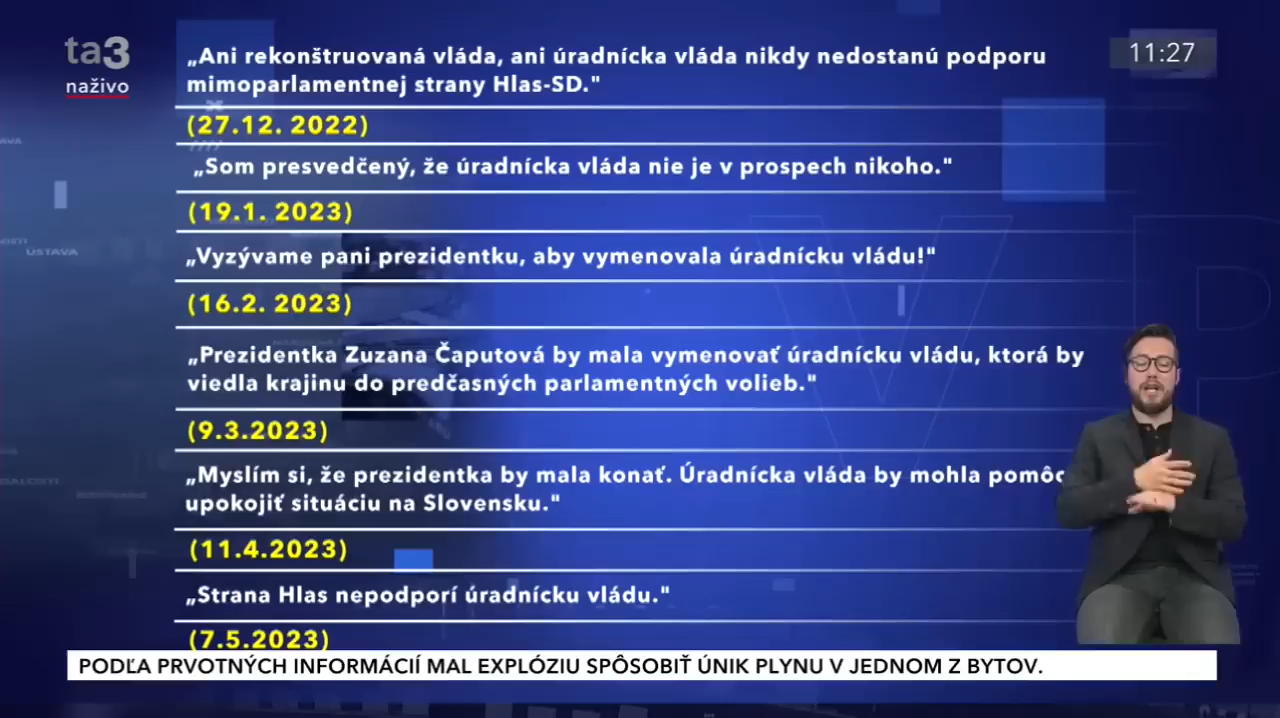 ta3
naživo
11:27
„Ani rekonštruovaná vláda, ani úradnícka vláda nikdy nedostanú podporu
mimoparlamentnej strany Hlas-SD."
(27.12. 2022)
„Som presvedčený, že úradnícka vláda nie je v prospech nikoho."
(19.1. 2023)
„Vyzývame pani prezidentku, aby vymenovala úradnícku vládu!"
(16.2. 2023)
ÚSTAVA
„Prezidentka Zuzana Čaputová by mala vymenovať úradnícku vládu, ktorá by
viedla krajinu do predčasných parlamentných volieb."
(9.3.2023)
„Myslím si, že prezidentka by mala konať. Úradnícka vláda by mohla pomôc
upokojiť situáciu na Slovensku."
(11.4.2023)
„Strana Hlas nepodporí úradnícku vládu."
(7.5.2023)
PODĽA PRVOTNÝCH INFORMÁCIÍ MAL EXPLÓZIU SPÔSOBIŤ ÚNIK PLYNU V JEDNOM Z BYTOV.